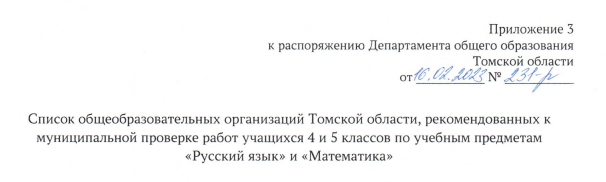 Приложение 3
к распоряжению Департамента общего образования
Томской области
от 16.02.2023 № 231-р
Список общеобразовательных организаций Томской области, рекомендованных к
муниципальной проверке работ учащихся 4 и 5 классов по учебным предметам
«Русский язык» и «Математика»